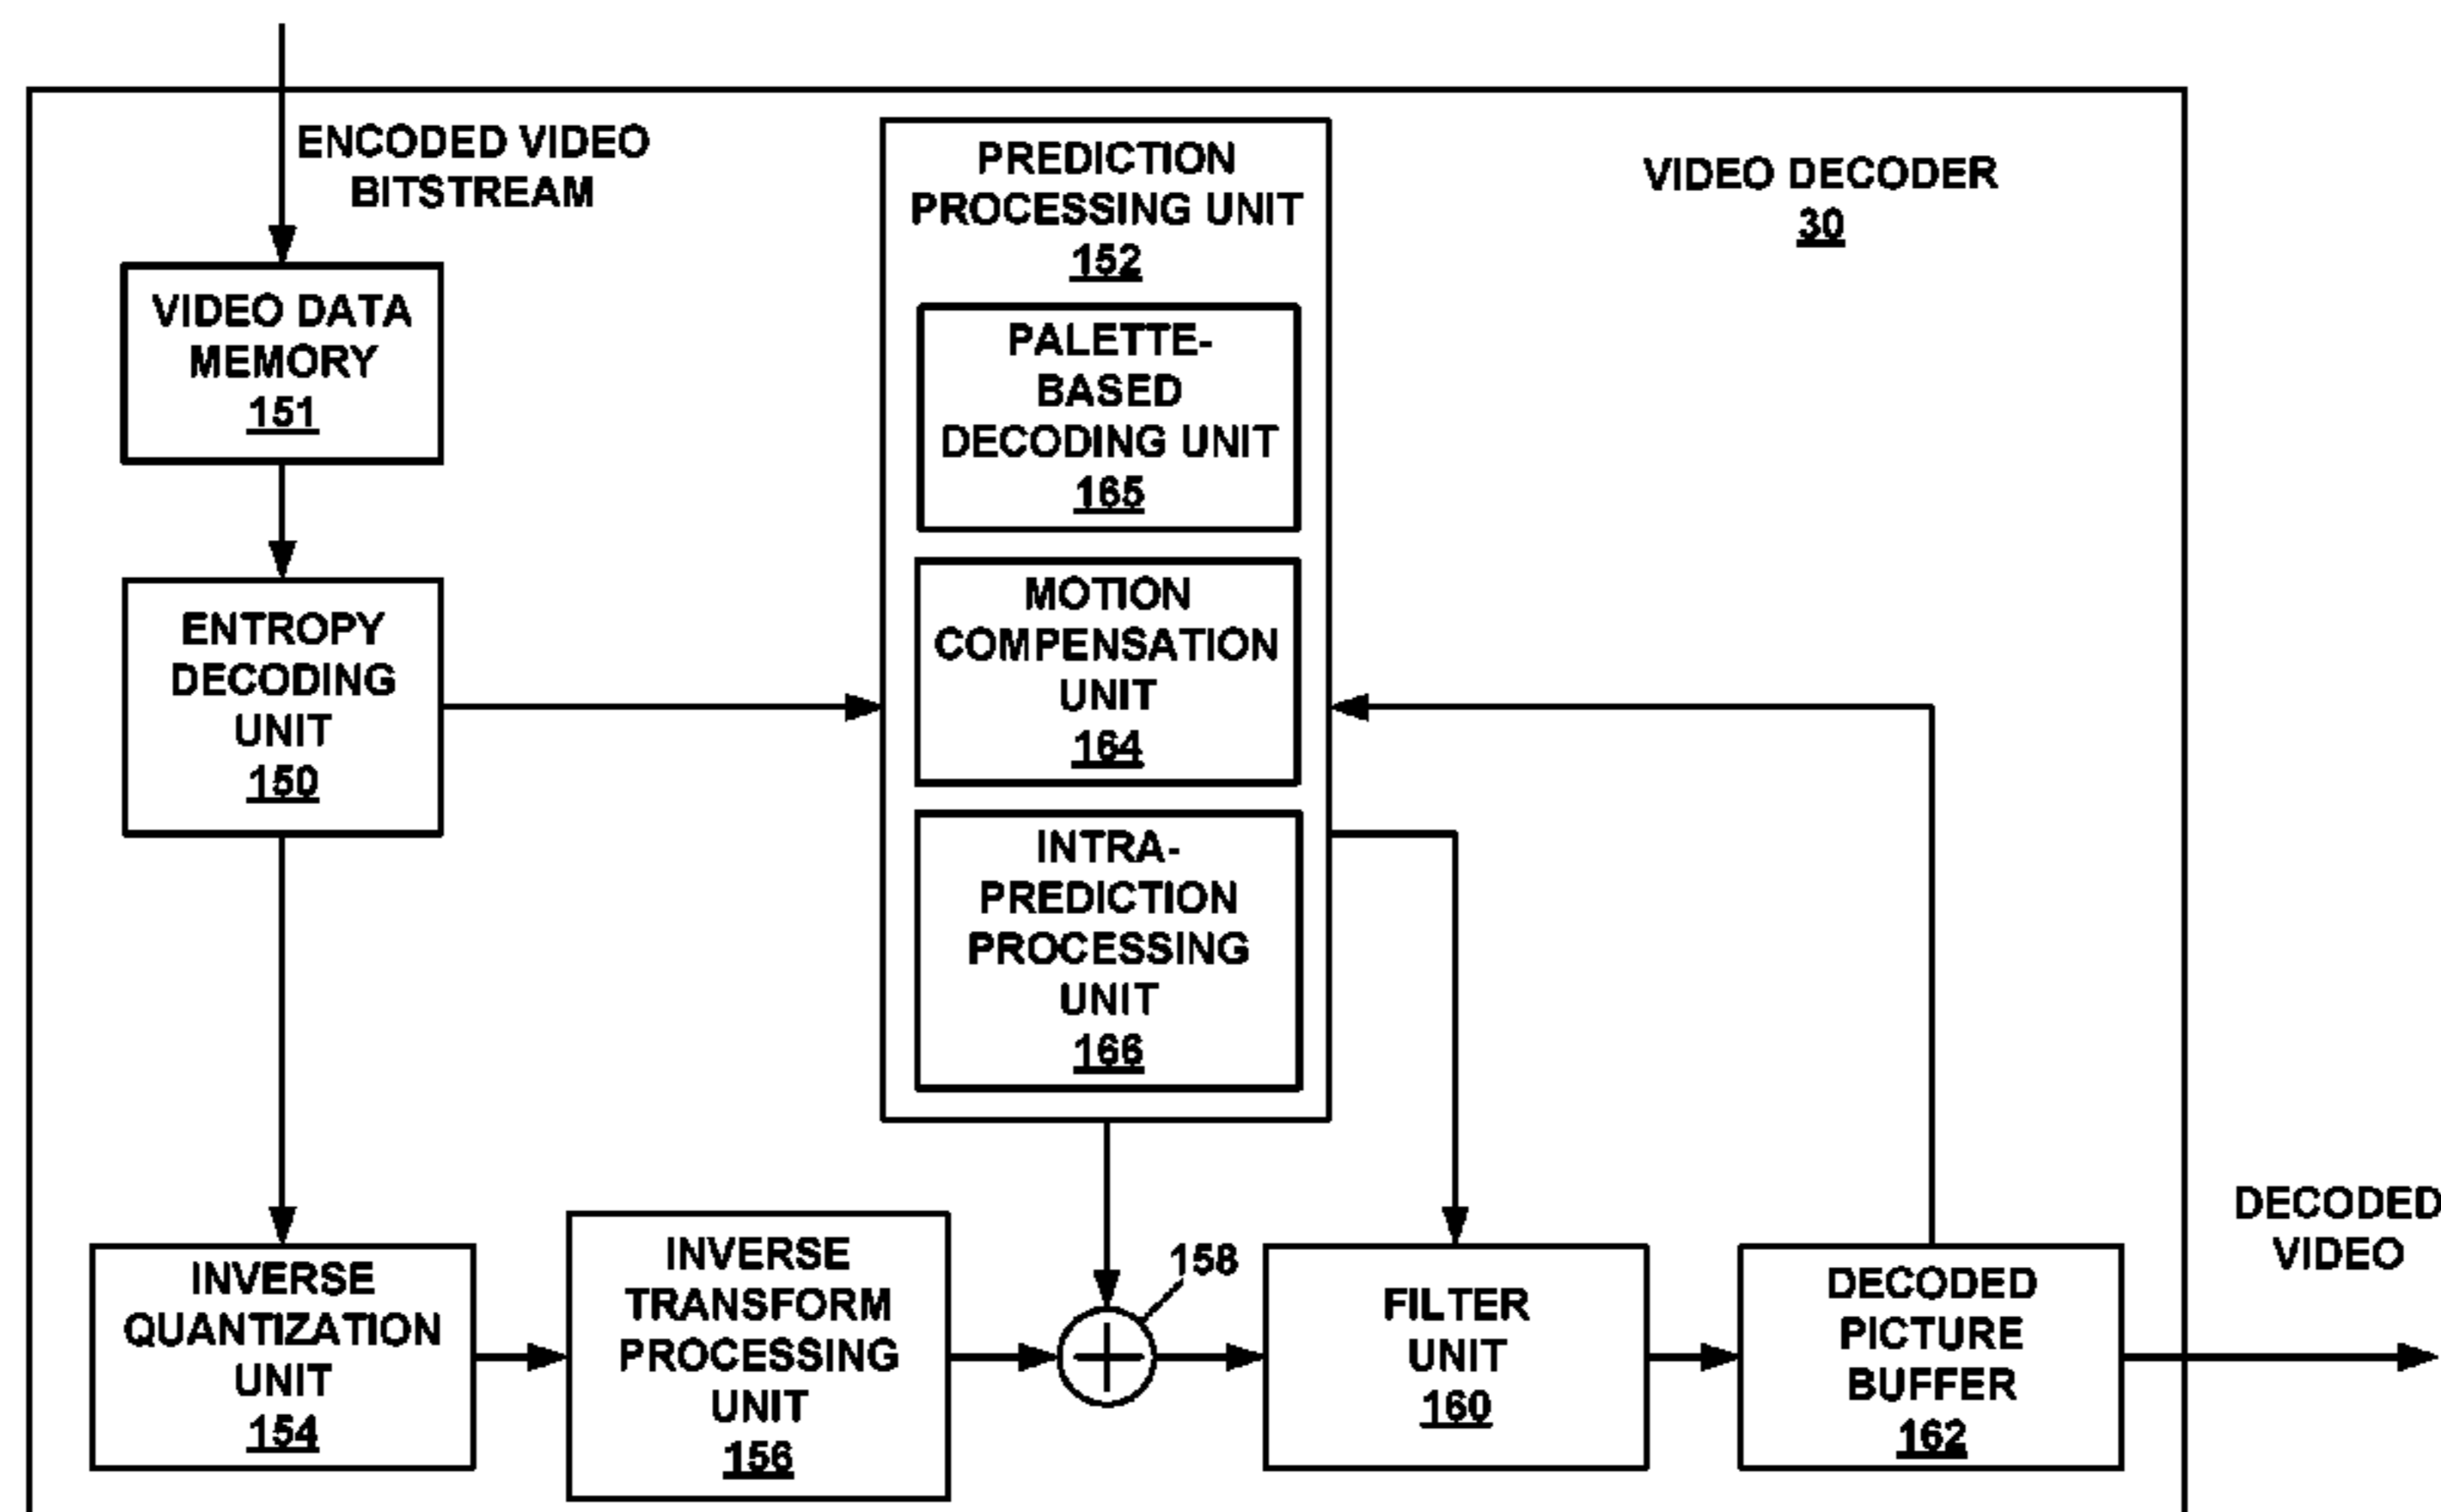 ENCODED VIDEO
BITSTREAM
VIDEO DATA
MEMORY
151
ENTROPY
DECODING
UNIT
150
PREDICTION
PROCESSING UNIT
152
PALETTE-
BASED
DECODING UNIT
165
MOTION
COMPENSATION
UNIT
164
INTRA-
PREDICTION
PROCESSING
UNIT
166
VIDEO DECODER
30
INVERSE
QUANTIZATION
UNIT
154
INVERSE
TRANSFORM
PROCESSING
UNIT
156
158
FILTER
UNIT
160
DECODED
PICTURE
BUFFER
162
DECODED
VIDEO